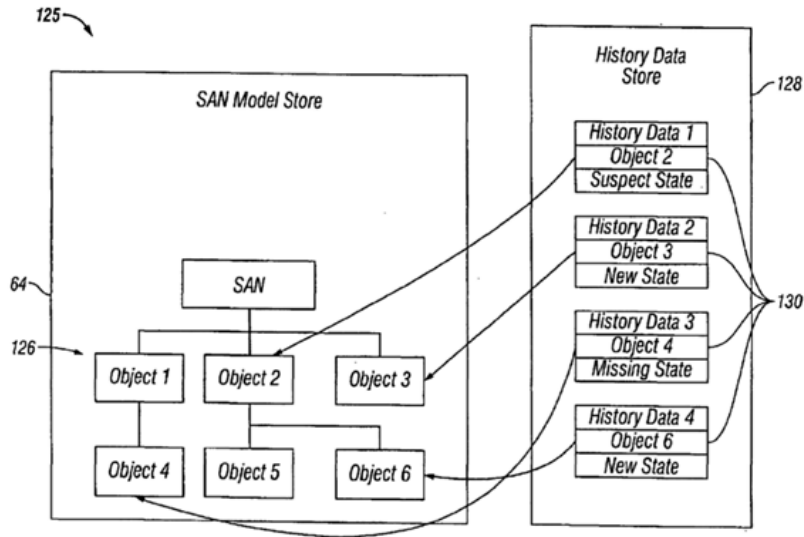 125
SAN Model Store
64
SAN
126
Object 1
Object 2
Object 3
Object 4
Object 5
Object 6
History Data
Store
128
History Data 1
Object 2
Suspect State
History Data 2
Object 3
New State
130
History Data 3
Object 4
Missing State
History Data 4
Object 6
New State